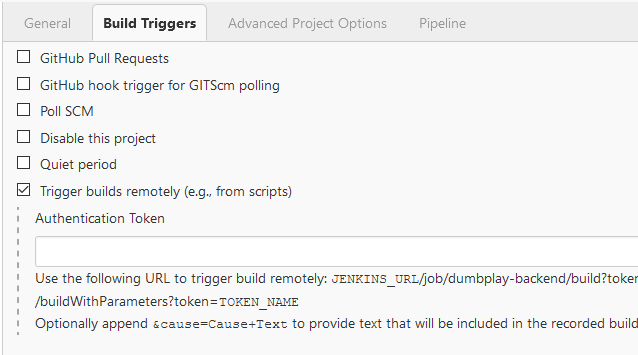 General Build Triggers Advanced Project Options Pipeline
GitHub Pull Requests
GitHub hook trigger for GITScm polling
Poll SCM
Disable this project
Quiet period
Trigger builds remotely (e.g., from scripts)
Authentication Token
Use the following URL to trigger build remotely: JENKINS_URL/job/dumbplay-backend/build?token
/buildWithParameters?token=TOKEN_NAME
Optionally append &cause=Cause+Text to provide text that will be included in the recorded build